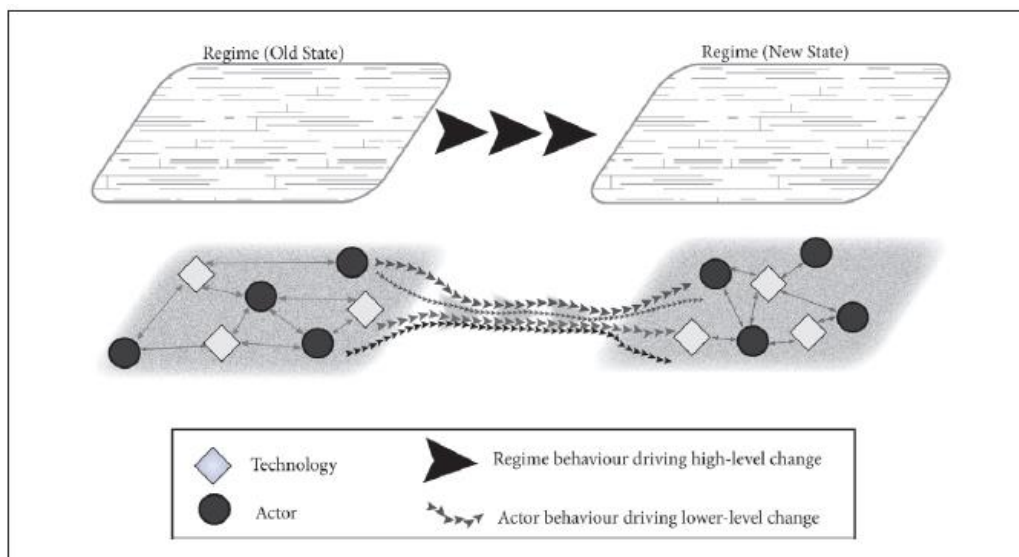 Regime (Old State)
Regime (New State)
Technology
Regime behaviour driving high-level change
Actor
Actor behaviour driving lower-level change